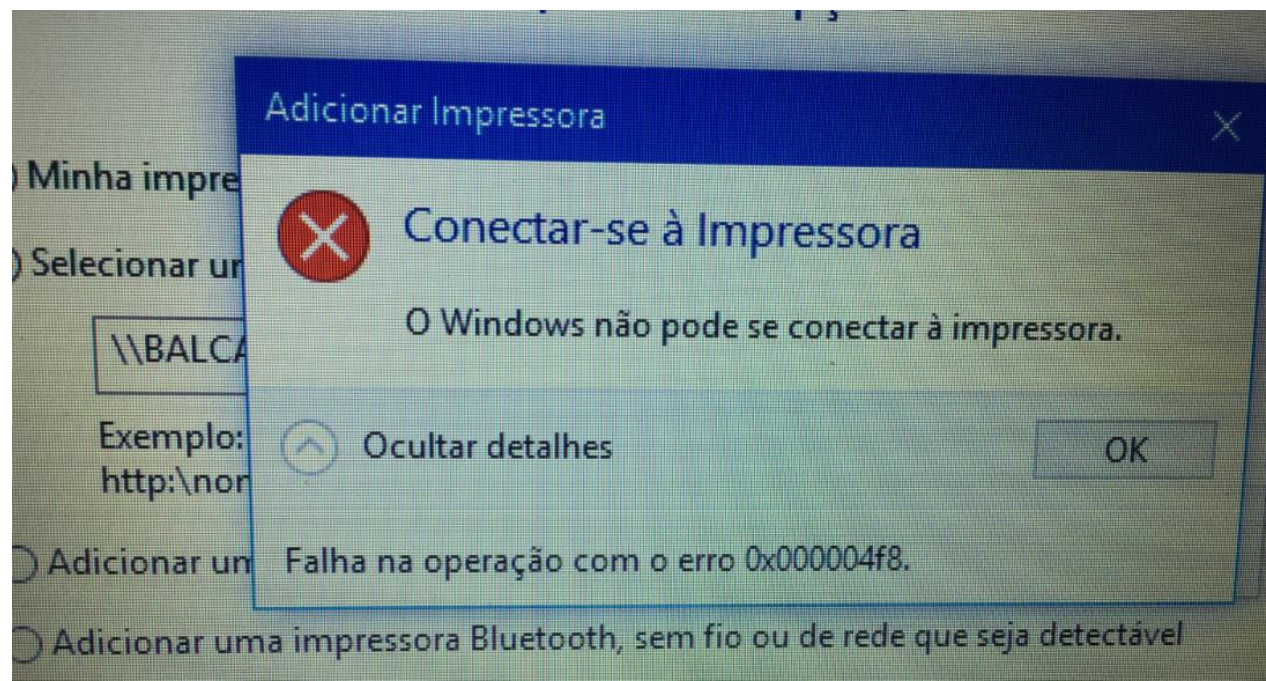 Adicionar Impressora
Minha impre
Conectar-se à Impressora
Selecionar ur
O Windows não pode se conectar à impressora.
\\BALCA
Exemplo:
http:\nor
Ocultar detalhes
OK
Adicionar un
Falha na operação com o erro 0x000004f8.
Adicionar uma impressora Bluetooth, sem fio ou de rede que seja detectável